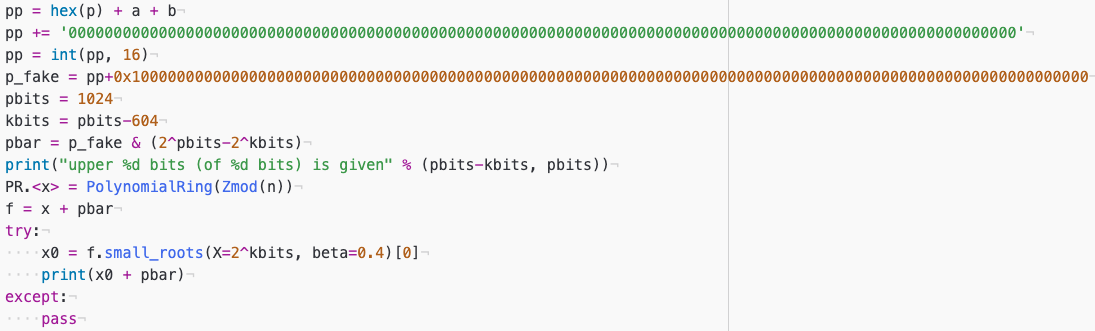 pp = hex(p) + a + b
pp += '000000000000000000000000000000000000000000000000000000000000000000000000000000000000000000000000000000000'
pp = int(pp, 16)
p_fake = pp+0x1000000000000000000000000000000000000000000000000000000000000000000000000000000000000000000000000000000000
pbits = 1024
kbits = pbits-604
pbar = p_fake & (2^pbits-2^kbits)
print("upper %d bits (of %d bits) is given" % (pbits-kbits, pbits))
PR.<x> = PolynomialRing(Zmod(n))
f = x + pbar
try:
    x0 = f.small_roots(X=2^kbits, beta=0.4)[0]
    print(x0 + pbar)
except:
    pass